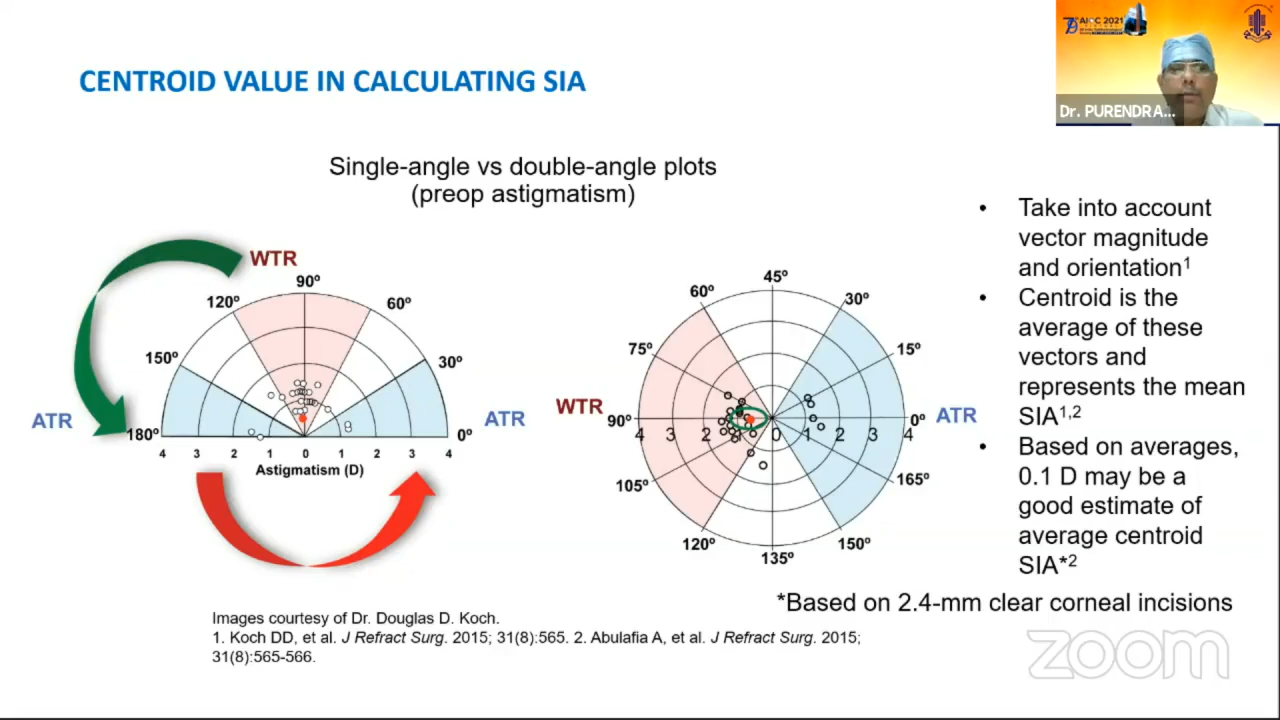 CENTROID VALUE IN CALCULATING SIA
AIOC 2021
Dr. PURENDRA...
Single-angle vs double-angle plots
(preop astigmatism)
WTR
90º
120º
60º
150º
30º
ATR
180º
0º
ATR
4 3 2 1 0 1 2 3 4
Astigmatism (D)
45º
60º
30º
75º
15º
WTR
90º
0º
ATR
4 3 2 0 1 2 3 4
105º
165º
120º
150º
135º
• Take into account
vector magnitude
and orientation1
• Centroid is the
average of these
vectors and
represents the mean
SIA1,2
• Based on averages,
0.1 D may be a
good estimate of
average centroid
SIA*2
*Based on 2.4-mm clear corneal incisions
Images courtesy of Dr. Douglas D. Koch.
1. Koch DD, et al. J Refract Surg. 2015; 31(8):565. 2. Abulafia A, et al. J Refract Surg. 2015;
31(8):565-566.
zoom